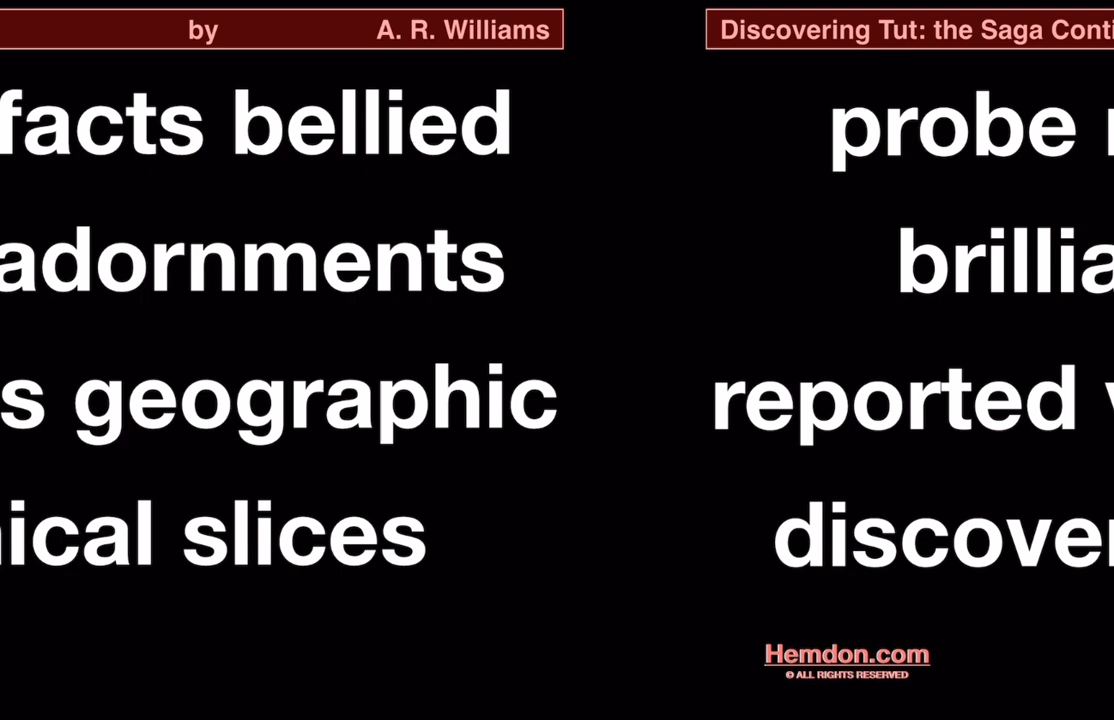 by A. R. Williams
facts bellied
adornments
s geographic
ical slices
Discovering Tut: the Saga Conti
probe
brillia
reported
discover
Hemdon.com
© ALL RIGHTS RESERVED